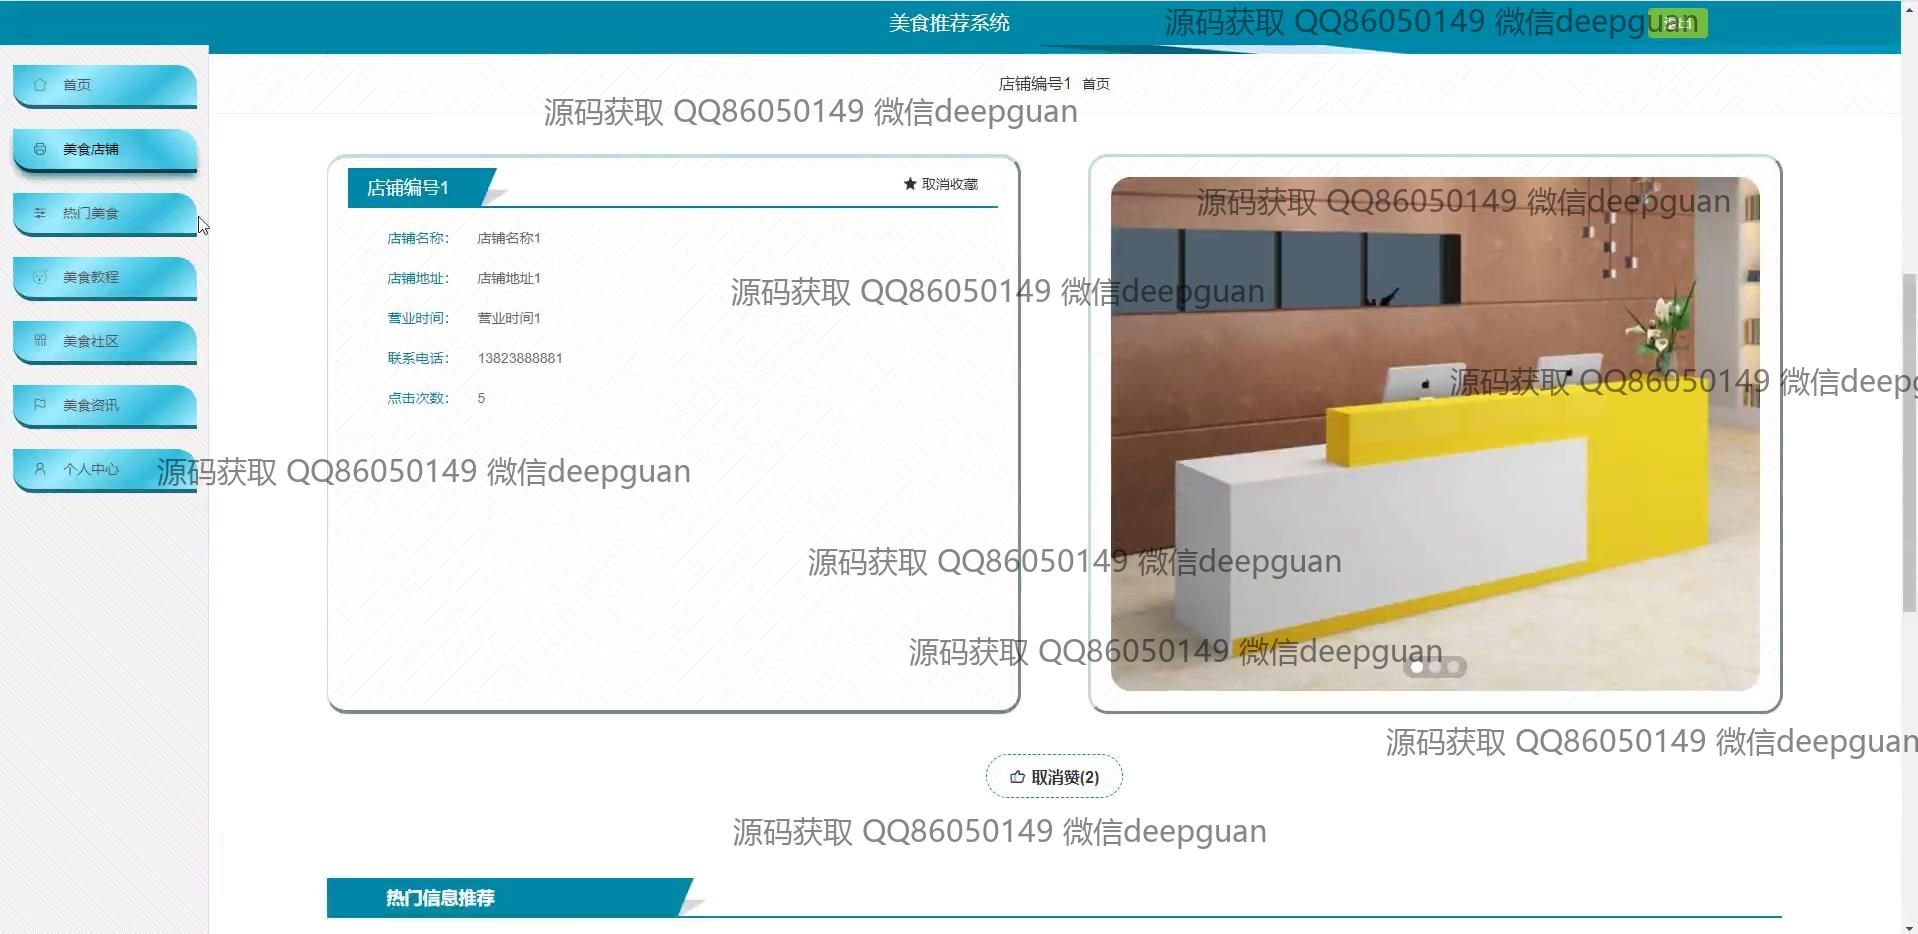 美食推荐系统
源码获取 QQ86050149 微信deepguan
首页
美食店铺
热门美食
美食教程
美食社区
美食资讯
个人中心
店铺编号1 首页
源码获取 QQ86050149 微信deepguan
店铺编号1
取消收藏
店铺名称： 店铺名称1
店铺地址： 店铺地址1
营业时间： 营业时间1
联系电话： 13823888881
点击次数： 5
源码获取 QQ86050149 微信deepguan
源码获取 QQ86050149 微信deepguan
源码获取 QQ86050149 微信deepg
源码获取 QQ86050149 微信deepguan
源码获取 QQ86050149 微信deepguan
源码获取 QQ86050149 微信deepguan
源码获取 QQ86050149 微信deepguan
取消赞(2)
源码获取 QQ86050149 微信deepguan
热门信息推荐